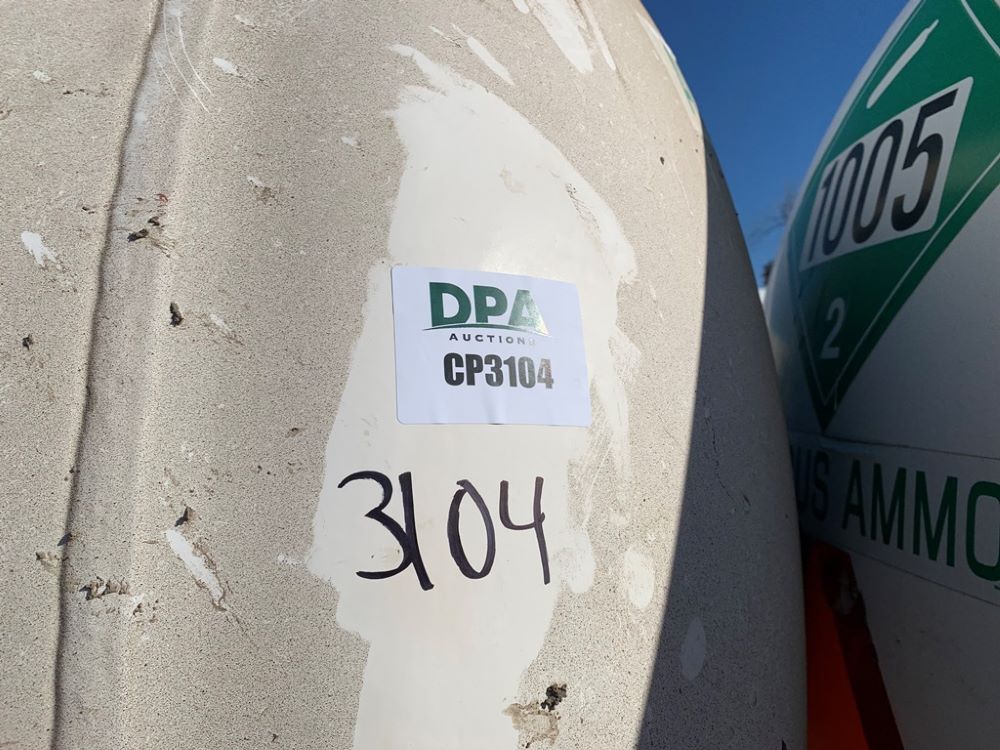 DPA
AUCTIONS
CP3104
3104
1005
2
US AMMO